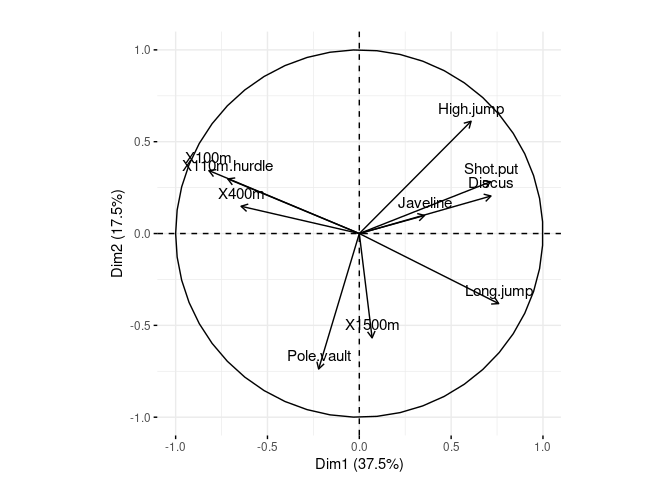 1.0
High.jump
0.5
X100m
X110m.hurdle
Shot.put
Discus
X400m
Javeline
0.0
Long.jump
-0.5
X1500m
Pole.vault
-1.0
-1.0 -0.5 0.0 0.5 1.0
Dim1 (37.5%)
Dim2 (17.5%)